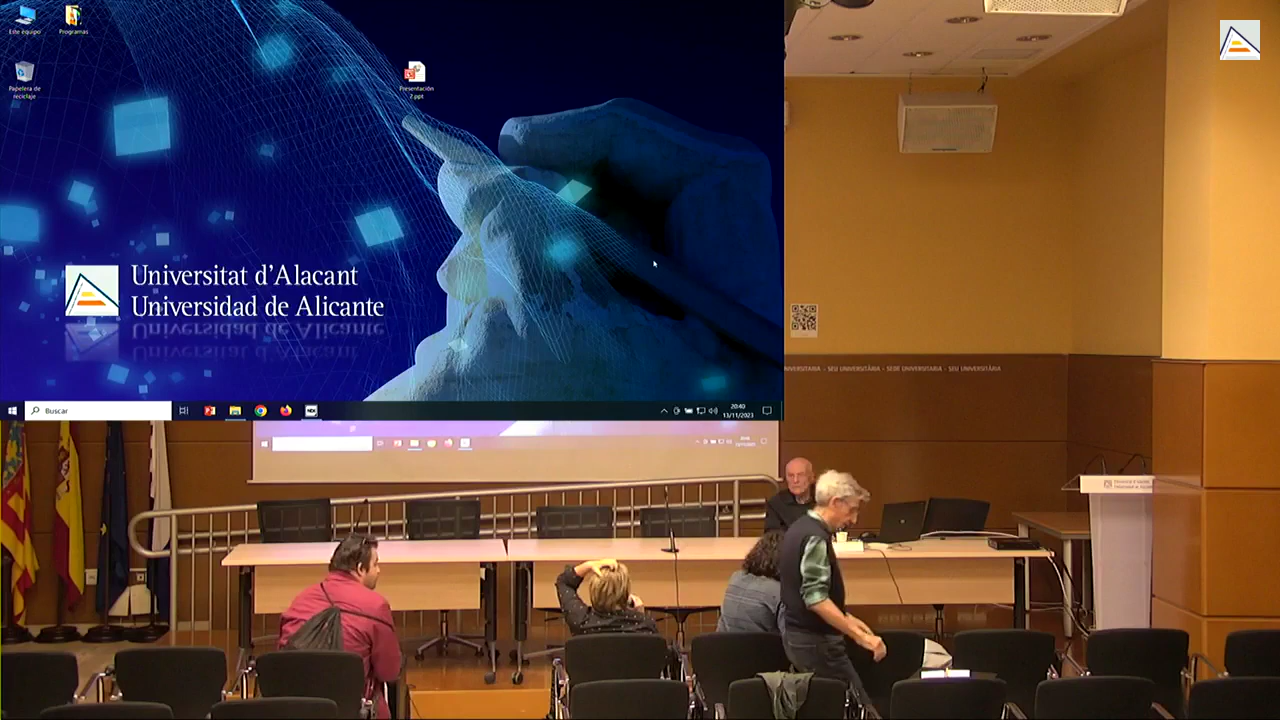 Este equipo
Programas
Papelera de
reciclaje
Presentación
2.ppt
Universitat d'Alacant
Universidad de Alicante
Buscar
20:40
13/11/2023
UNIVERSITARIA - SEU UNIVERSITÀRIA - SEDE UNIVERSITARIA - SEU UNIVERSITÀRIA